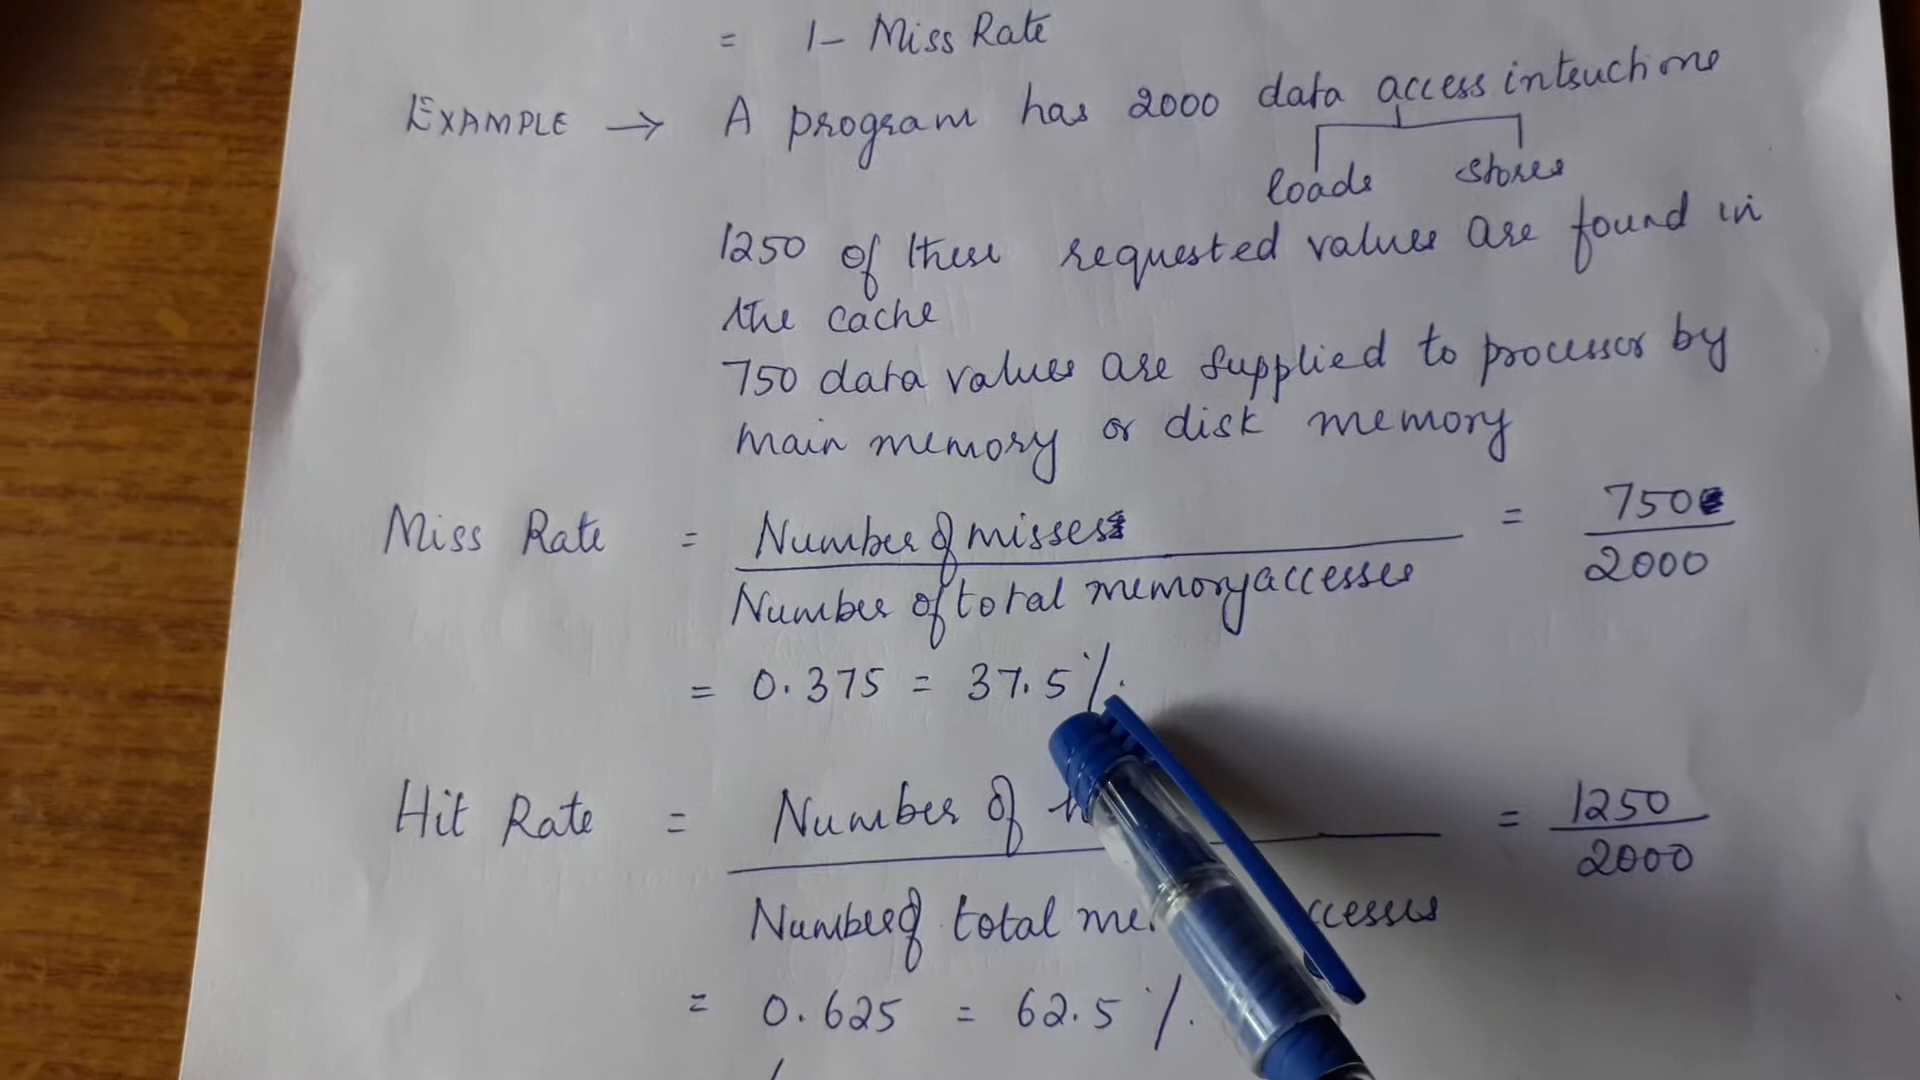 = 1- Miss Rate
EXAMPLE → A program has 2000 data access intsuctions
loads stores
1250 of these requested values are found in
the cache
750 data values are supplied to processor by
main memory or disk memory
Miss Rate = Number of misses = 750
Number of total memory accesses 2000
= 0.375 = 37.5%
Hit Rate = Number of = 1250
Number of total 2000
= 0.625 = 62.5%